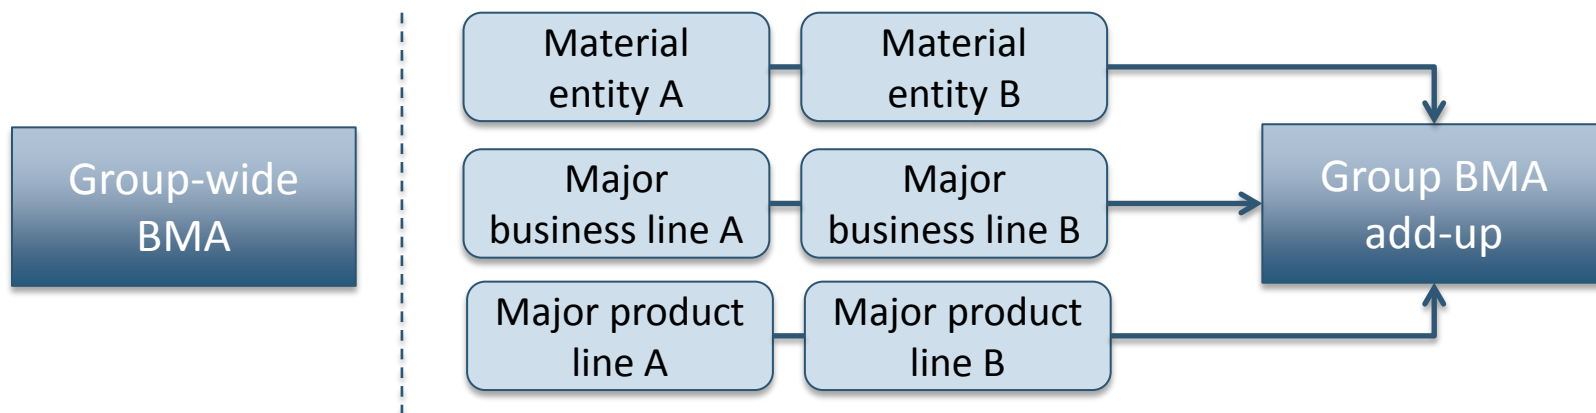 Group-wide
BMA
Material
entity A
Material
entity B
Major
business line A
Major
business line B
Major product
line A
Major product
line B
Group BMA
add-up